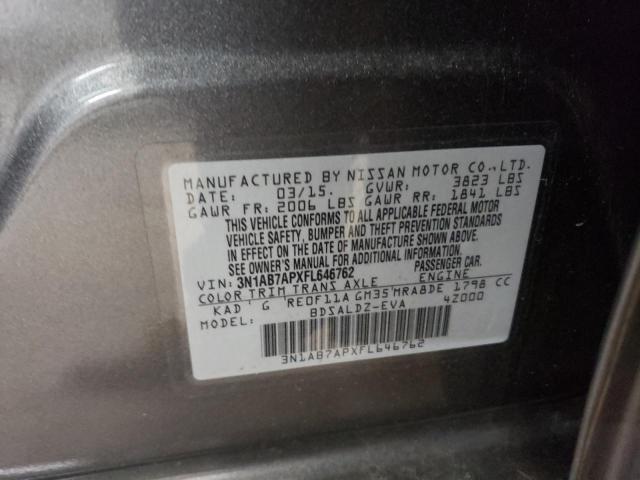 MANUFACTURED BY NISSAN MOTOR CO., LTD.
DATE: 03/15. GVWR: 3823 LBS
GAWR FR: 2006 LBS GAWR RR: 1841 LBS
THIS VEHICLE CONFORMS TO ALL APPLICABLE FEDERAL MOTOR
VEHICLE SAFETY, BUMPER AND THEFT PREVENTION STANDARDS
IN EFFECT ON THE DATE OF MANUFACTURE SHOWN ABOVE.
SEE OWNER'S MANUAL FOR ADDITIONAL INFORMATION.
VIN: 3N1AB7APXFL646762 PASSENGER CAR.
COLOR TRIM TRANS AXLE ENGINE
KAD G RE0F11A GM35 MRA8DE 1798 CC
MODEL: BDSALDZ-EVA 4Z000
3N1AB7APXFL646762